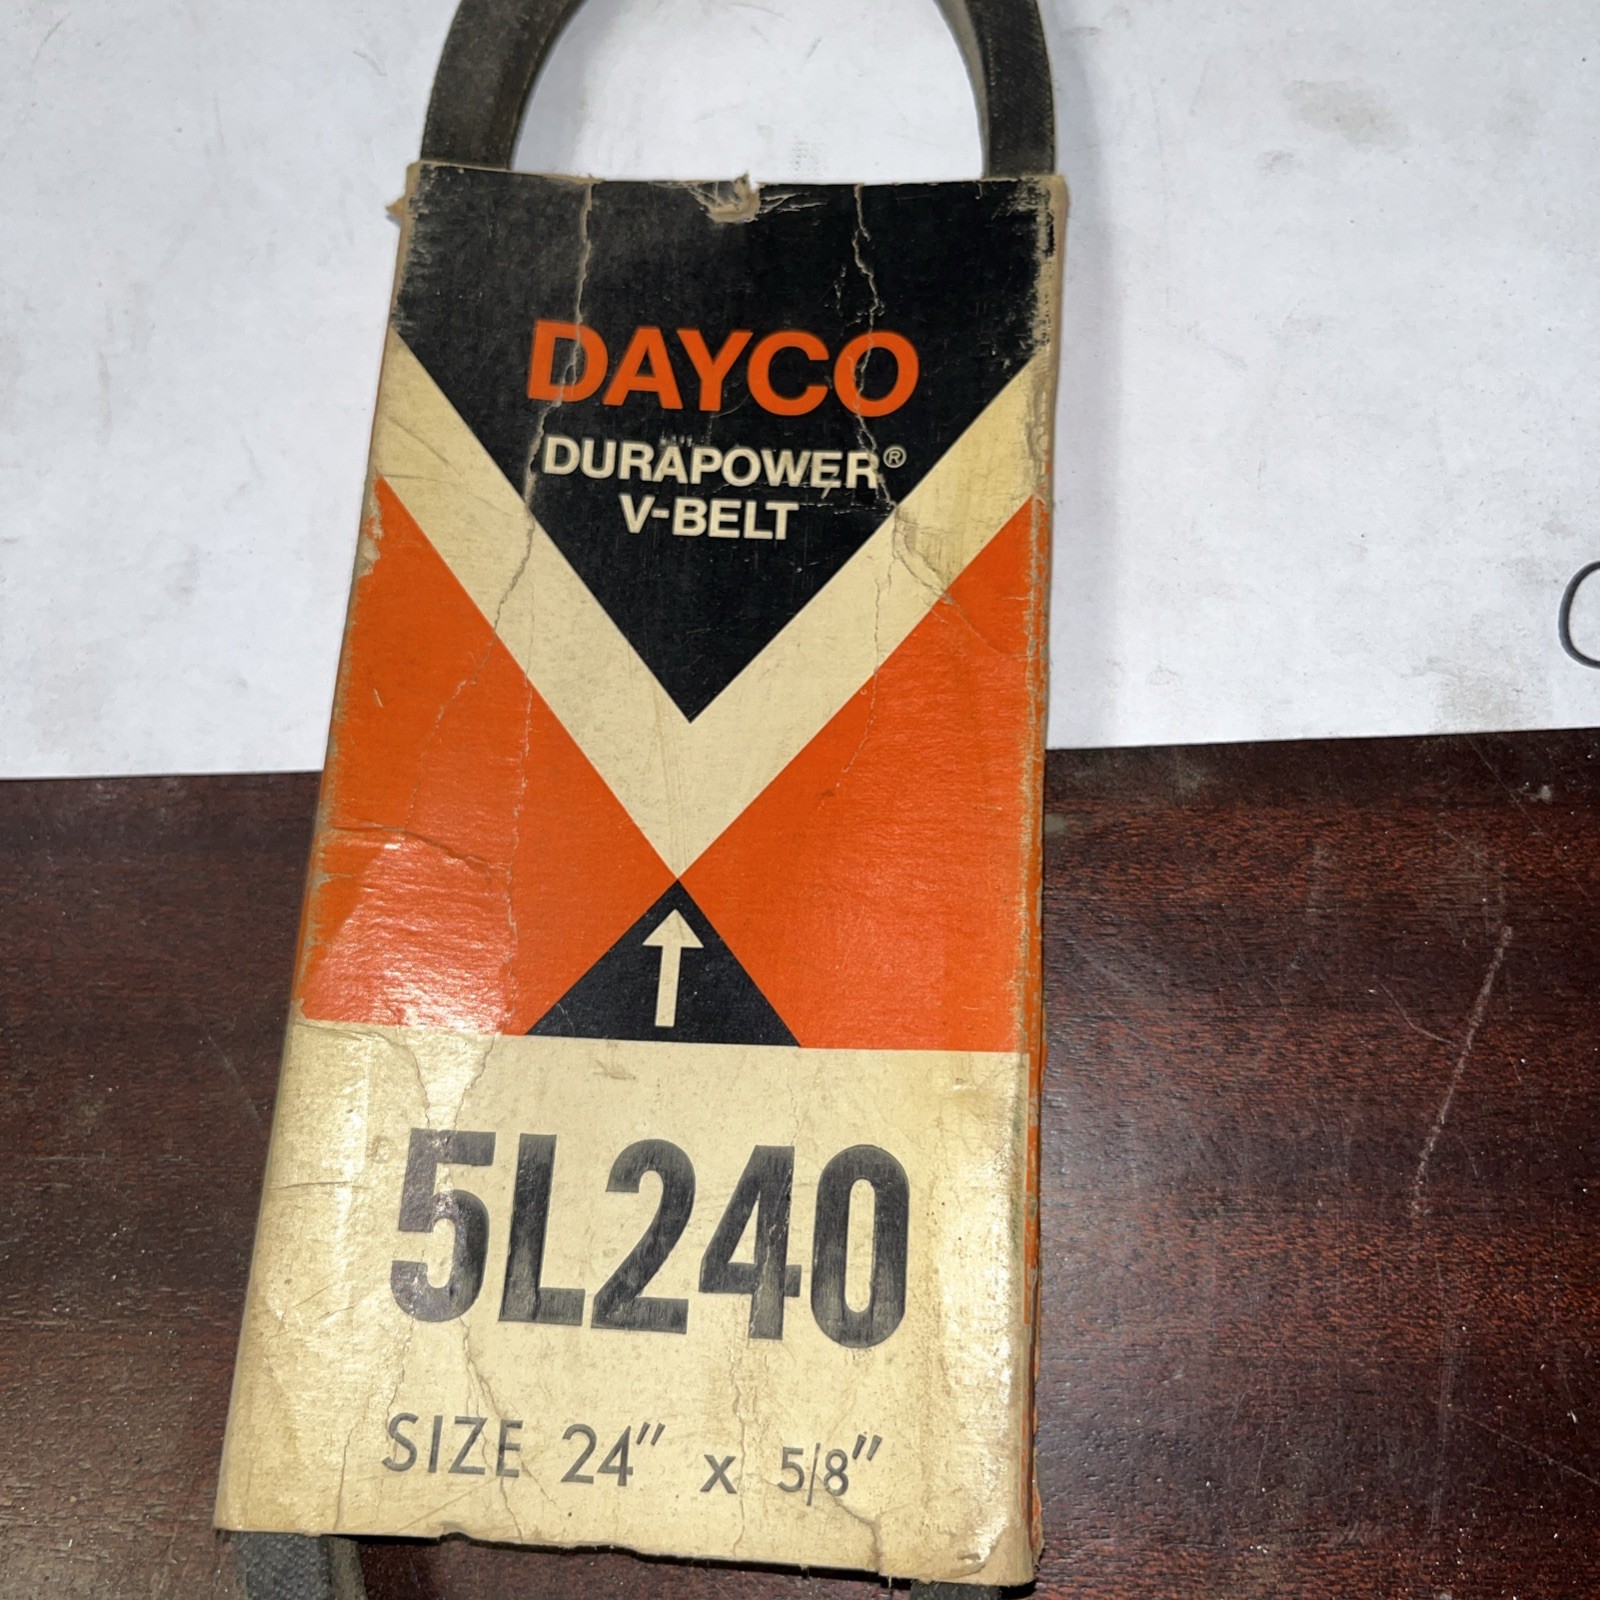 DAYCO
DURAPOWER®
V-BELT
5L240
SIZE 24" x 5/8"